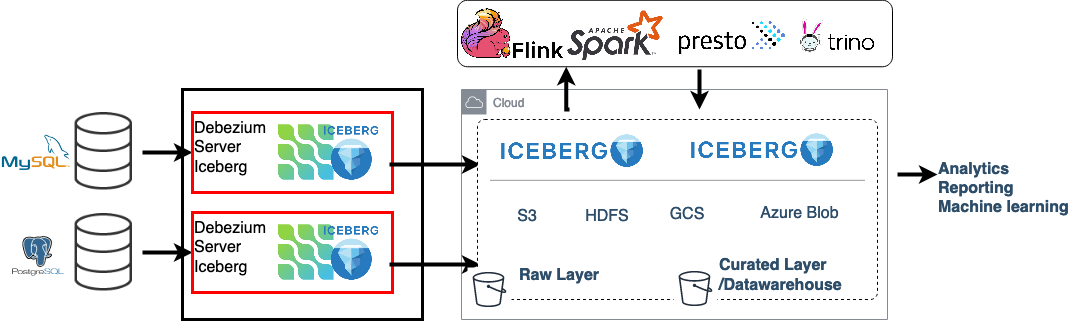 Flink
APACHE
Spark
presto
trino
Cloud
MySQL
Debezium
Server
Iceberg
ICEBERG
ICEBERG
ICEBERG
Analytics
Reporting
Machine learning
S3
HDFS
GCS
Azure Blob
PostgreSQL
Debezium
Server
Iceberg
ICEBERG
Raw Layer
Curated Layer
/Datawarehouse